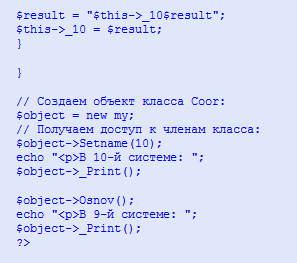 $result = "$this->_10$result";
$this->_10 = $result;
}
}
// Создаем объект класса Coor:
$object = new my;
// Получаем доступ к членам класса:
$object->Setname(10);
echo "<p>В 10-й системе: ";
$object->_Print();
$object->Osnov();
echo "<p>В 9-й системе: ";
$object->_Print();
?>